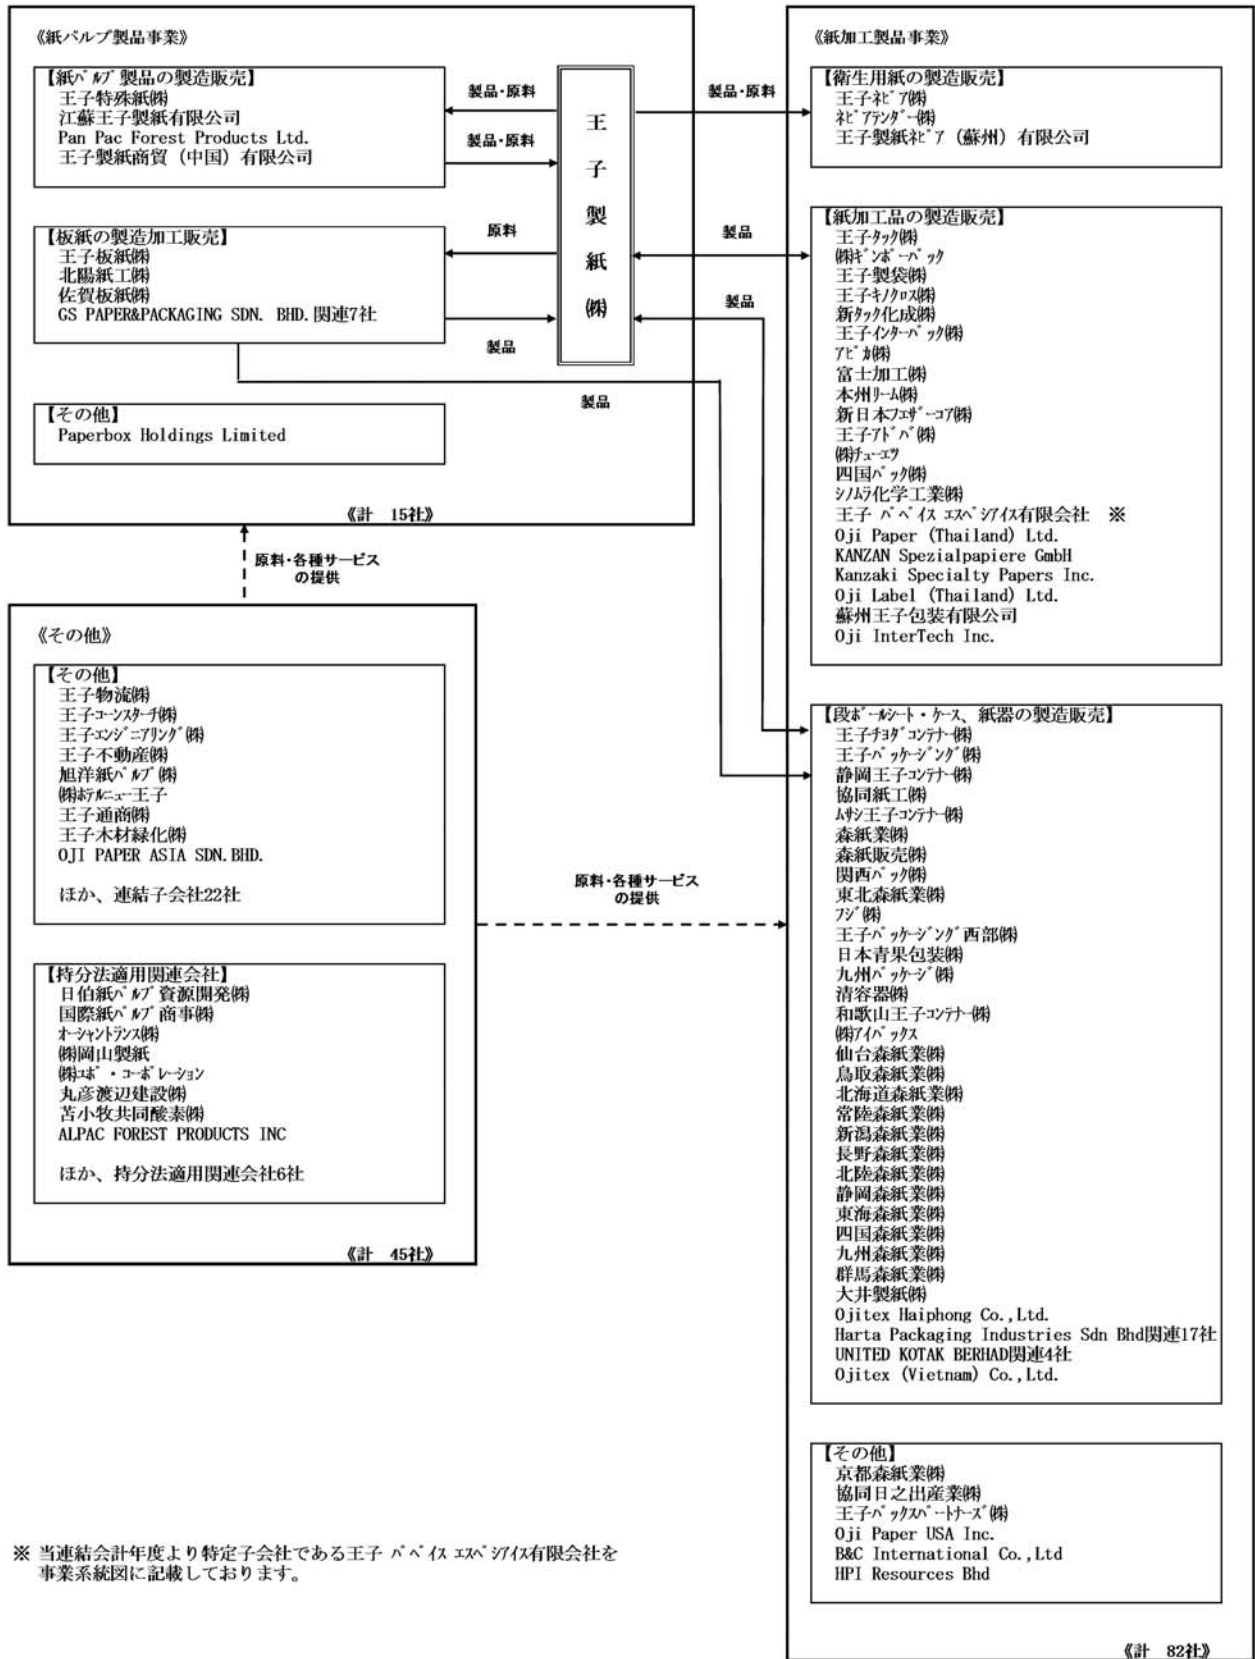 《紙パルプ製品事業》
【紙パルプ製品の製造販売】
王子特殊紙㈱
江蘇王子製紙有限公司
Pan Pac Forest Products Ltd.
王子製紙商貿（中国）有限公司
製品・原料
製品・原料
【板紙の製造加工販売】
王子板紙㈱
北陽紙工㈱
佐賀板紙㈱
GS PAPER&PACKAGING SDN. BHD.関連7社
原料
製品
製品
【その他】
Paperbox Holdings Limited
《計　15社》
王子製紙㈱
製品・原料
製品
製品
原料・各種サービス
の提供
《その他》
【その他】
王子物流㈱
王子コーンスターチ㈱
王子エンジニアリング㈱
王子不動産㈱
旭洋紙パルプ㈱
㈱ホテルニュー王子
王子通商㈱
王子木材緑化㈱
OJI PAPER ASIA SDN.BHD.
ほか、連結子会社22社
【持分法適用関連会社】
日伯紙パルプ資源開発㈱
国際紙パルプ商事㈱
オーシャントランス㈱
㈱岡山製紙
㈱ユポ・コーポレーション
丸彦渡辺建設㈱
苫小牧共同酸素㈱
ALPAC FOREST PRODUCTS INC
ほか、持分法適用関連会社6社
《計　45社》
原料・各種サービス
の提供
《紙加工製品事業》
【衛生用紙の製造販売】
王子ネピア㈱
ネピアテンダー㈱
王子製紙ネピア（蘇州）有限公司
【紙加工品の製造販売】
王子タック㈱
㈱ギンポーパック
王子製袋㈱
王子キノクロス㈱
新タック化成㈱
王子インターパック㈱
アピカ㈱
富士加工㈱
本州リーム㈱
新日本フェザーコア㈱
王子アドバ㈱
㈱チューエツ
四国パック㈱
シノムラ化学工業㈱
王子 パペイス エスペシアイス有限会社　※
Oji Paper (Thailand) Ltd.
KANZAN Spezialpapiere GmbH
Kanzaki Specialty Papers Inc.
Oji Label (Thailand) Ltd.
蘇州王子包装有限公司
Oji InterTech Inc.
【段ボールシート・ケース、紙器の製造販売】
王子チヨダコンテナー㈱
王子パッケージング㈱
静岡王子コンテナー㈱
協同紙工㈱
ムサシ王子コンテナー㈱
森紙業㈱
森紙販売㈱
関西パック㈱
東北森紙業㈱
フジ㈱
王子パッケージング西部㈱
日本青果包装㈱
九州パッケージ㈱
清容器㈱
和歌山王子コンテナー㈱
㈱アイパックス
仙台森紙業㈱
鳥取森紙業㈱
北海道森紙業㈱
常陸森紙業㈱
新潟森紙業㈱
長野森紙業㈱
北陸森紙業㈱
静岡森紙業㈱
東海森紙業㈱
四国森紙業㈱
九州森紙業㈱
群馬森紙業㈱
大井製紙㈱
Ojitex Haiphong Co.,Ltd.
Harta Packaging Industries Sdn Bhd関連17社
UNITED KOTAK BERHAD関連4社
Ojitex (Vietnam) Co.,Ltd.
【その他】
京都森紙業㈱
協同日之出産業㈱
王子パックスパートナーズ㈱
Oji Paper USA Inc.
B&C International Co.,Ltd
HPI Resources Bhd
《計　82社》
※ 当連結会計年度より特定子会社である王子 パペイス エスペシアイス有限会社を
事業系統図に記載しております。